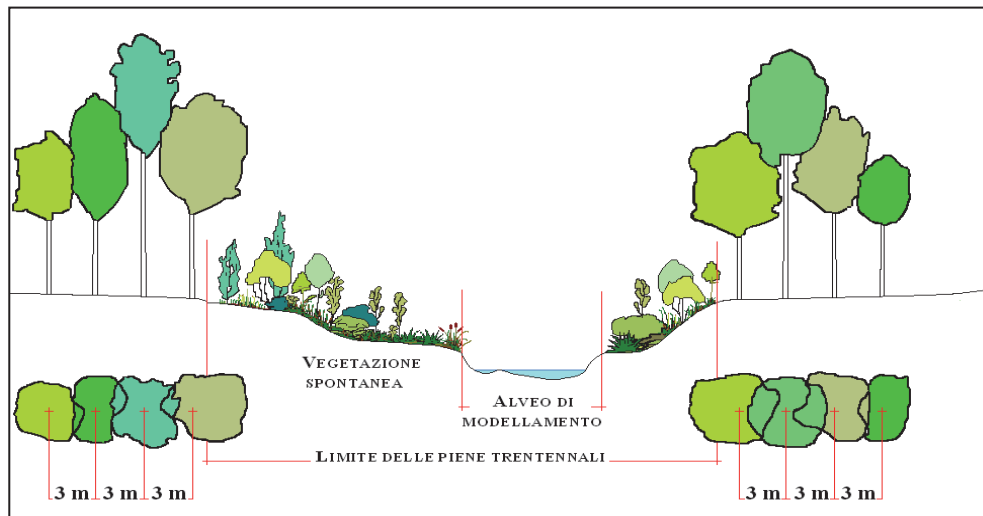 VEGETAZIONE
SPONTANEA
ALVEO DI
MODELLAMENTO
LIMITE DELLE PIENE TRENTENNALI
3 m 3 m 3 m
3 m 3 m 3 m